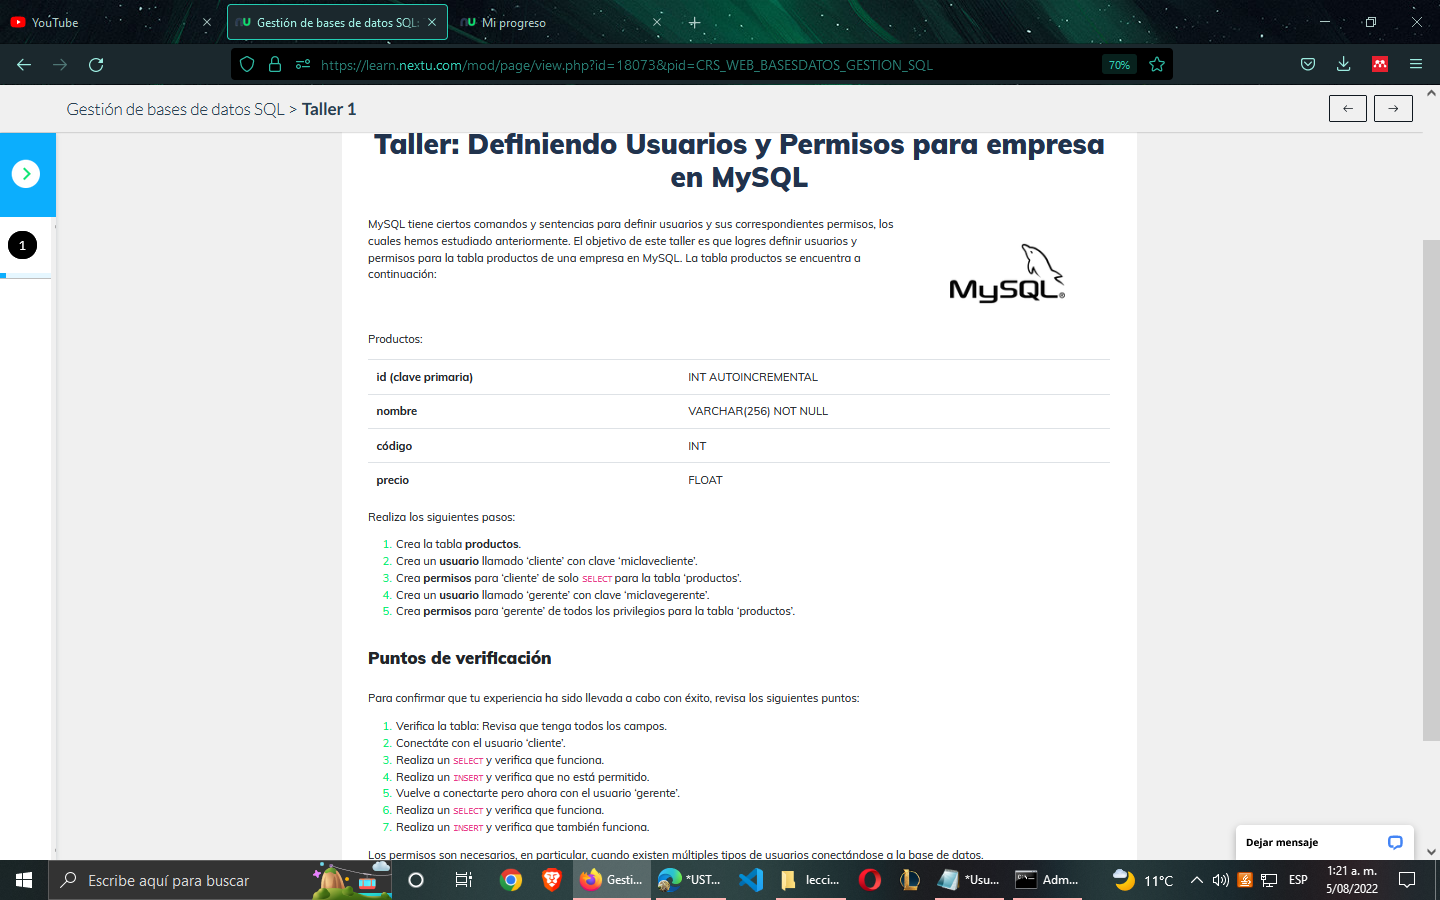 YouTube
Gestión de bases de datos SQL:
Mi progreso
https://learn.nextu.com/mod/page/view.php?id=18073&pid=CRS_WEB_BASESDATOS_GESTION_SQL
70%
Gestión de bases de datos SQL > Taller 1
1
Taller: Definiendo Usuarios y Permisos para empresa
en MySQL
MySQL tiene ciertos comandos y sentencias para definir usuarios y sus correspondientes permisos, los
cuales hemos estudiado anteriormente. El objetivo de este taller es que logres definir usuarios y
permisos para la tabla productos de una empresa en MySQL. La tabla productos se encuentra a
continuación:
MySQL®
Productos:
id (clave primaria) INT AUTOINCREMENTAL
nombre VARCHAR(256) NOT NULL
código INT
precio FLOAT
Realiza los siguientes pasos:
1. Crea la tabla productos.
2. Crea un usuario llamado ‘cliente’ con clave ‘miclavecliente’.
3. Crea permisos para ‘cliente’ de solo SELECT para la tabla ‘productos’.
4. Crea un usuario llamado ‘gerente’ con clave ‘miclavegerente’.
5. Crea permisos para ‘gerente’ de todos los privilegios para la tabla ‘productos’.
Puntos de verificación
Para confirmar que tu experiencia ha sido llevada a cabo con éxito, revisa los siguientes puntos:
1. Verifica la tabla: Revisa que tenga todos los campos.
2. Conectáte con el usuario ‘cliente’.
3. Realiza un SELECT y verifica que funciona.
4. Realiza un INSERT y verifica que no está permitido.
5. Vuelve a conectarte pero ahora con el usuario ‘gerente’.
6. Realiza un SELECT y verifica que funciona.
7. Realiza un INSERT y verifica que también funciona.
Los permisos son necesarios, en particular, cuando existen múltiples tipos de usuarios conectándose a la base de datos.
Dejar mensaje
Escribe aquí para buscar
Gesti...
*UST...
lecci...
*Usu...
Adm...
11°C
ESP
1:21 a. m.
5/08/2022